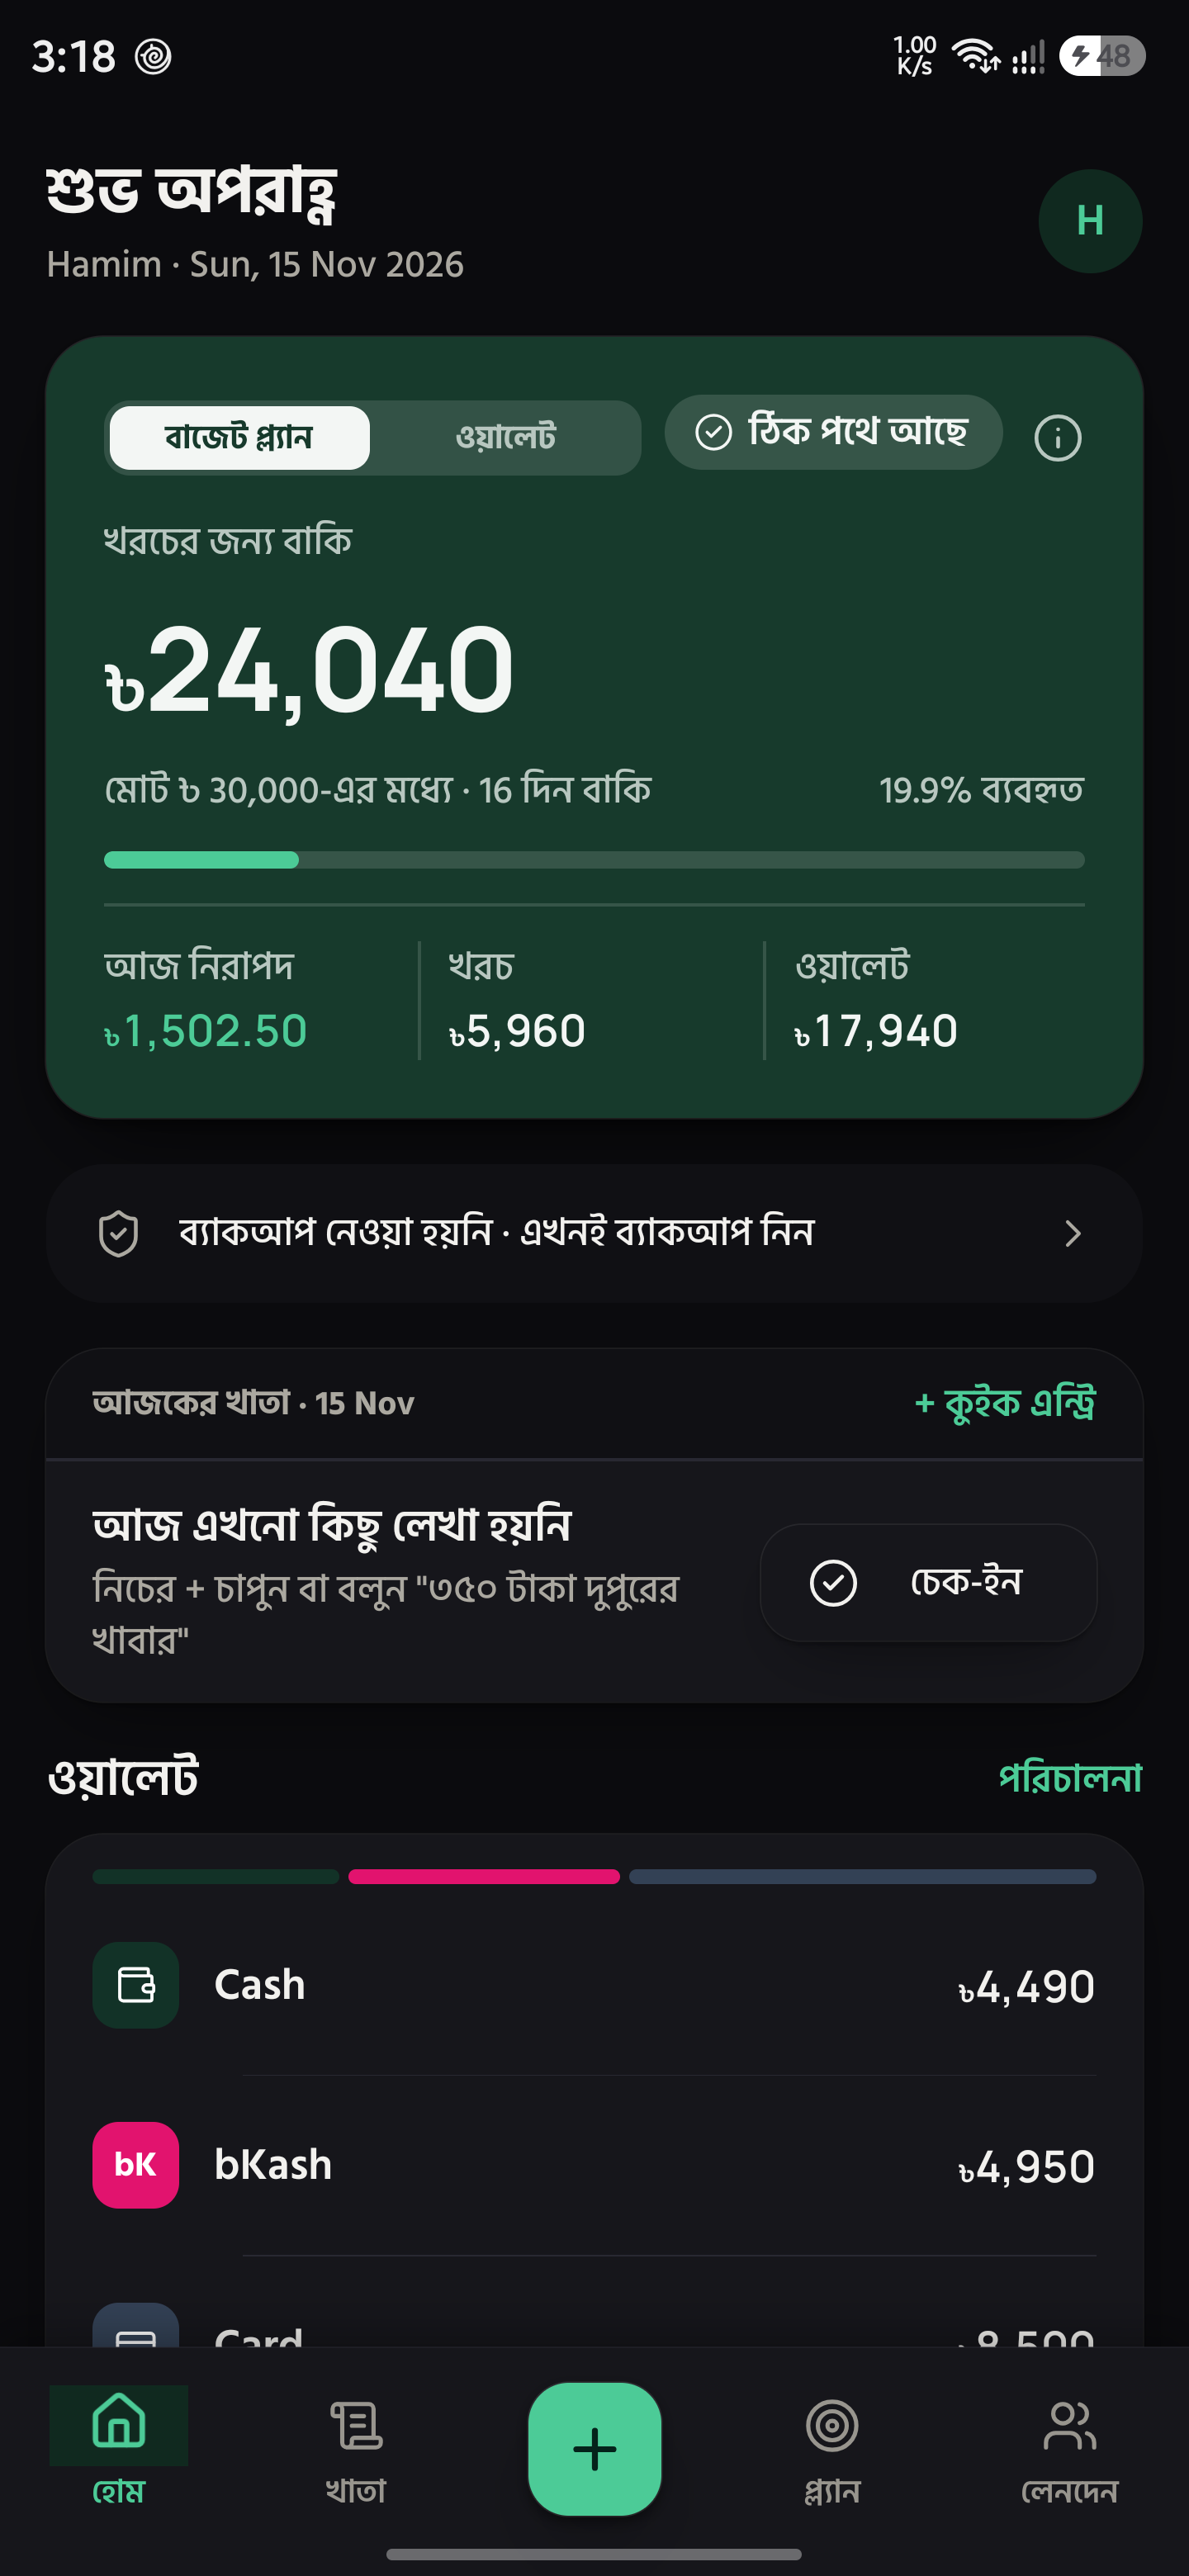 3:18
1.00 K/s
48
শুভ অপরাহ্ণ
Hamim · Sun, 15 Nov 2026
H
বাজেট প্ল্যান ওয়ালেট ঠিক পথে আছে
খরচের জন্য বাকি
৳24,040
মোট ৳ 30,000-এর মধ্যে · 16 দিন বাকি 19.9% ব্যবহৃত
আজ নিরাপদ খরচ ওয়ালেট
৳1,502.50 ৳5,960 ৳17,940
ব্যাকআপ নেওয়া হয়নি · এখনই ব্যাকআপ নিন
আজকের খাতা · 15 Nov + কুইক এন্ট্রি
আজ এখনো কিছু লেখা হয়নি
নিচের + চাপুন বা বলুন "৩৫০ টাকা দুপুরের
খাবার"
চেক-ইন
ওয়ালেট পরিচালনা
Cash ৳4,490
bK bKash ৳4,950
Card ৳8,500
হোম খাতা প্ল্যান লেনদেন